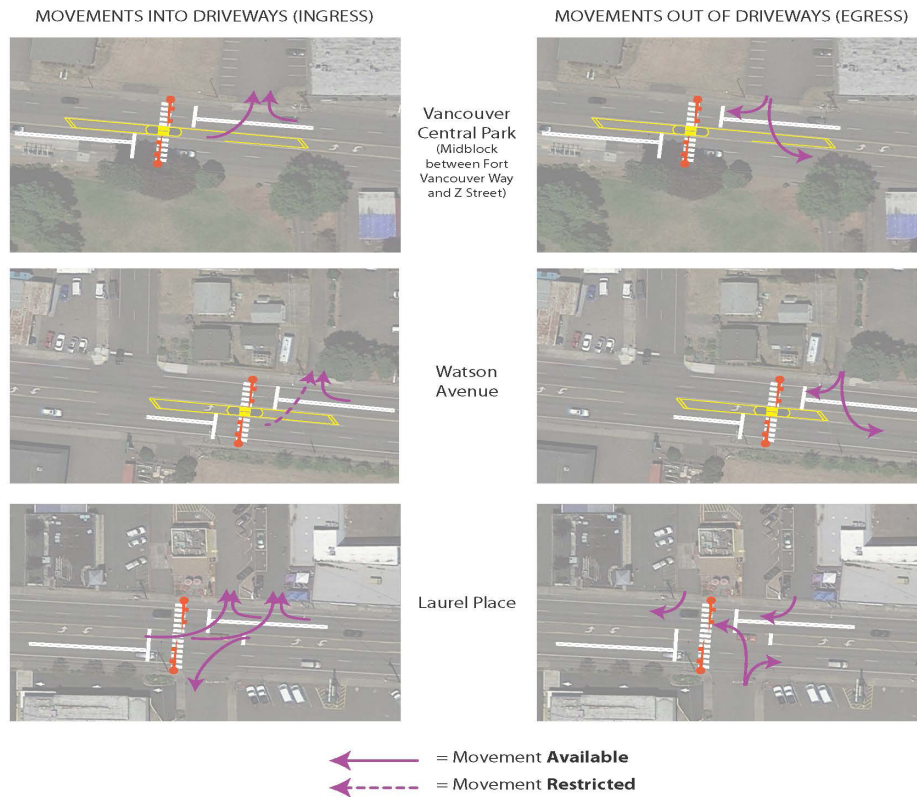 MOVEMENTS INTO DRIVEWAYS (INGRESS)
MOVEMENTS OUT OF DRIVEWAYS (EGRESS)
Vancouver
Central Park
(Midblock
between Fort
Vancouver Way
and Z Street)
Watson
Avenue
Laurel Place
= Movement Available
= Movement Restricted